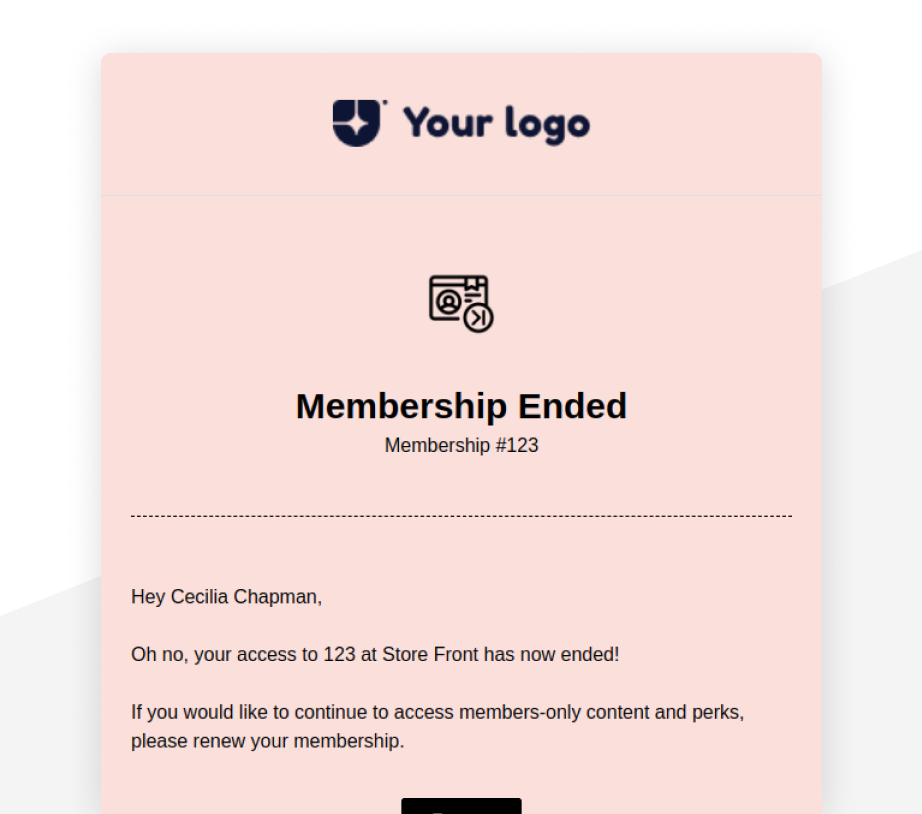 Your logo
Membership Ended
Membership #123
Hey Cecilia Chapman,
Oh no, your access to 123 at Store Front has now ended!
If you would like to continue to access members-only content and perks,
please renew your membership.